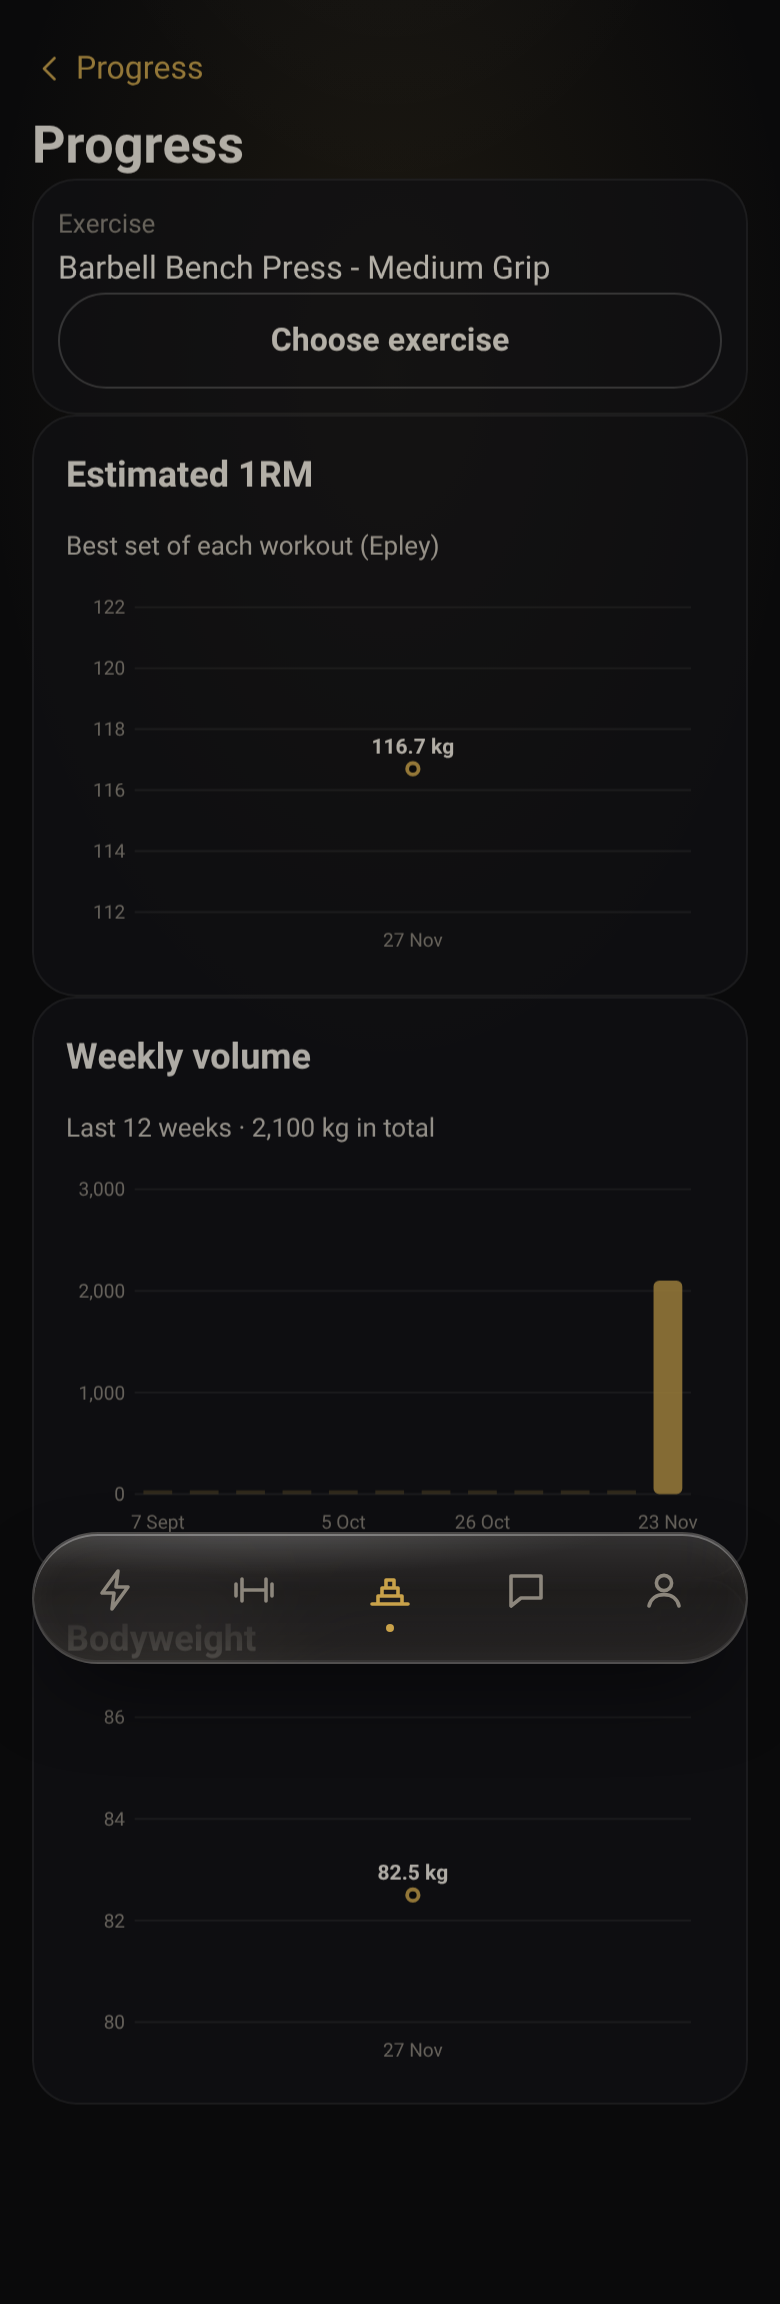 Progress
Progress
Exercise
Barbell Bench Press - Medium Grip
Choose exercise
Estimated 1RM
Best set of each workout (Epley)
122
120
118
116.7 kg
116
114
112
27 Nov
Weekly volume
Last 12 weeks · 2,100 kg in total
3,000
2,000
1,000
0
7 Sept 5 Oct 26 Oct 23 Nov
Bodyweight
86
84
82.5 kg
82
80
27 Nov